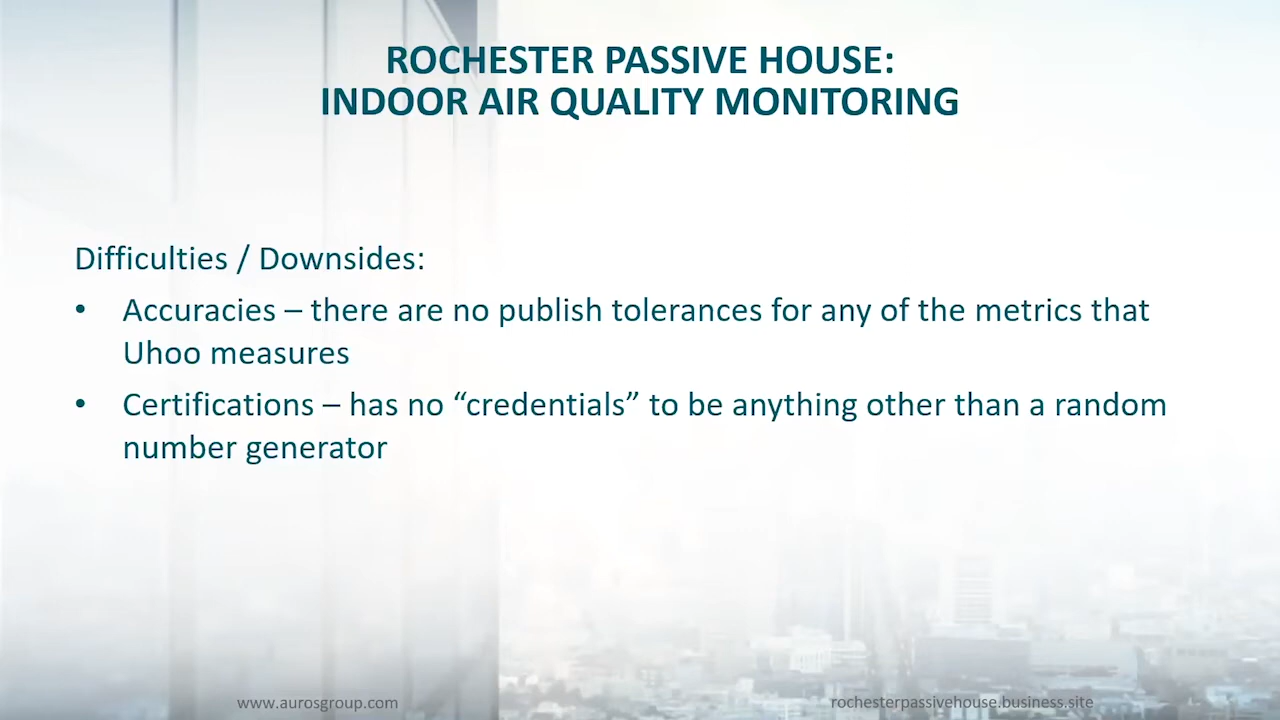 ROCHESTER PASSIVE HOUSE:
INDOOR AIR QUALITY MONITORING
Difficulties / Downsides:
• Accuracies – there are no publish tolerances for any of the metrics that
Uhoo measures
• Certifications – has no “credentials” to be anything other than a random
number generator
www.aurosgroup.com
rochesterpassivehouse.business.site